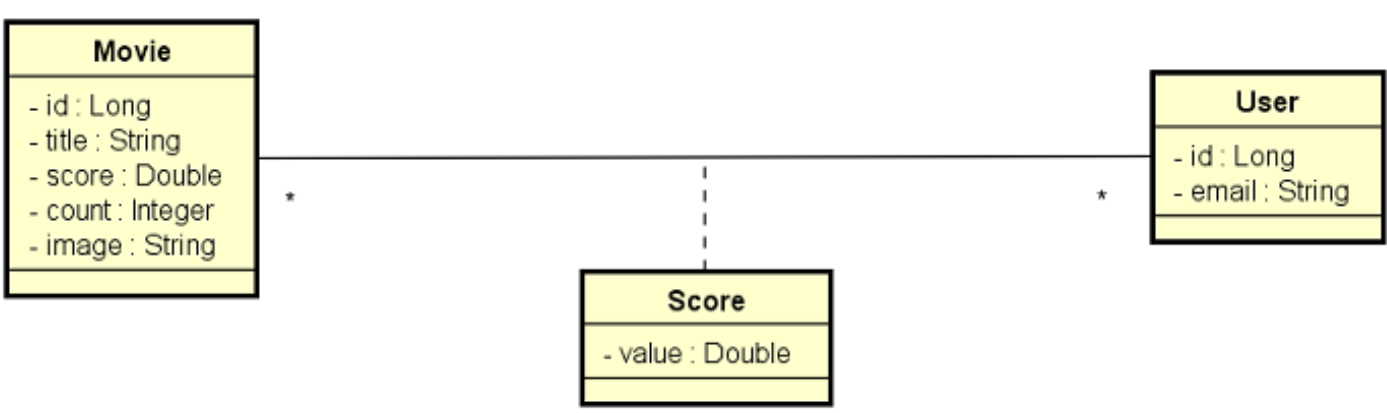 Movie
- id : Long
- title : String
- score : Double
- count : Integer
- image : String
*
*
User
- id : Long
- email : String
Score
- value : Double